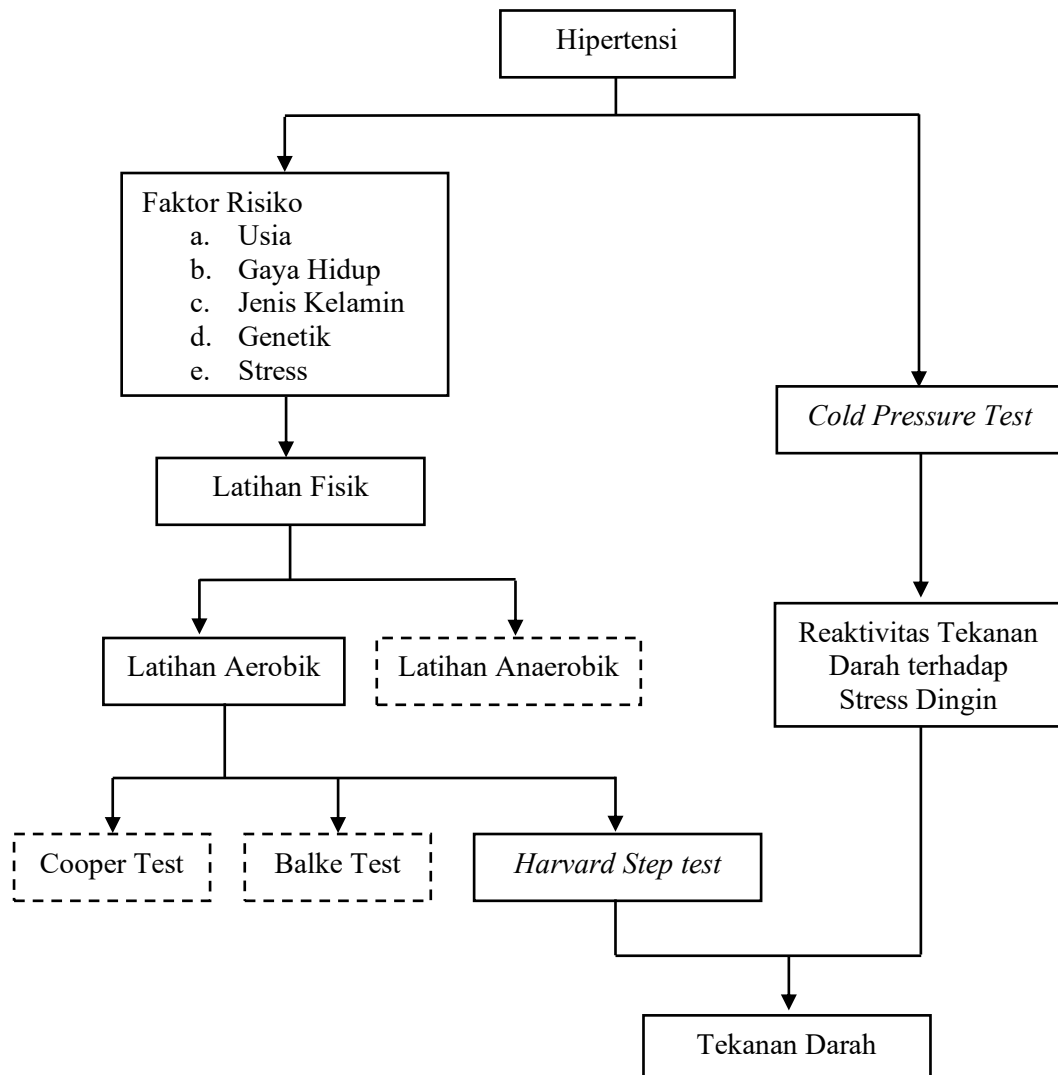 Hipertensi
Faktor Risiko
a. Usia
b. Gaya Hidup
c. Jenis Kelamin
d. Genetik
e. Stress
Cold Pressure Test
Latihan Fisik
Reaktivitas Tekanan
Darah terhadap
Stress Dingin
Latihan Aerobik
Latihan Anaerobik
Cooper Test
Balke Test
Harvard Step test
Tekanan Darah